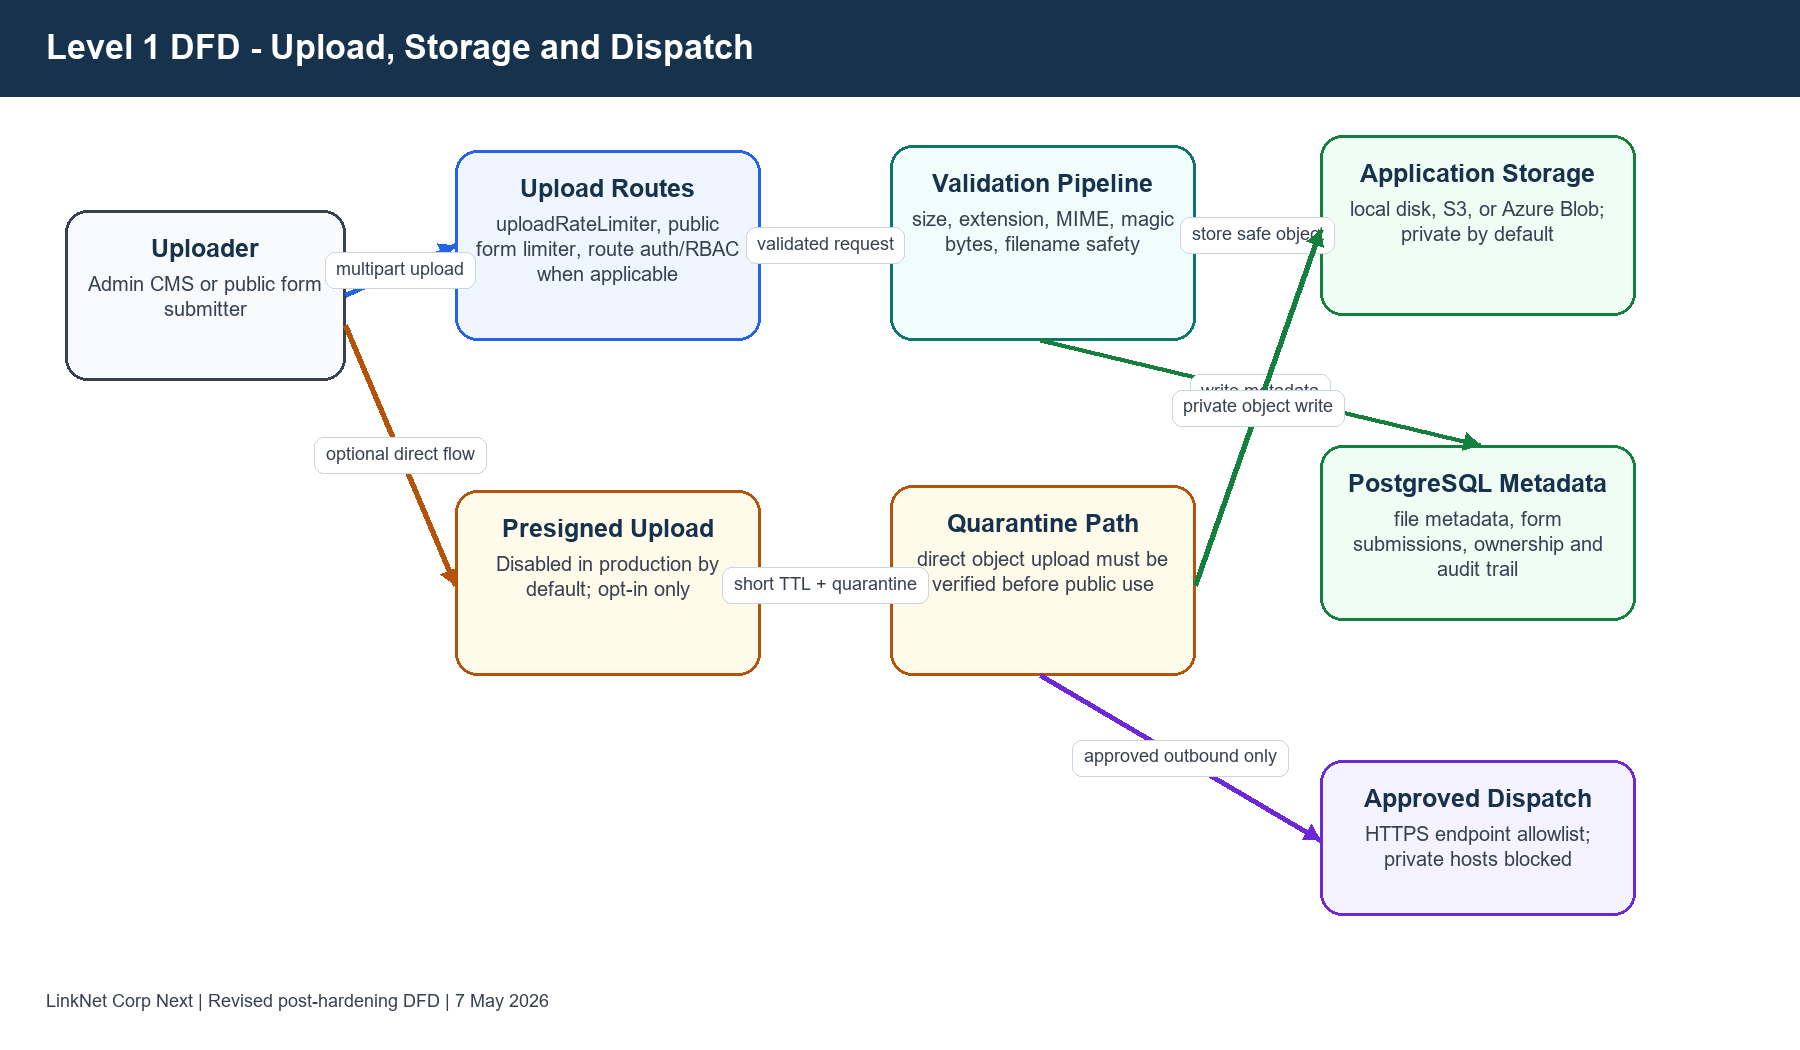 Level 1 DFD - Upload, Storage and Dispatch
Uploader
Admin CMS or public form
submitter
multipart upload
Upload Routes
uploadRateLimiter, public
form limiter, route auth/RBAC
when applicable
validated request
Validation Pipeline
size, extension, MIME, magic
bytes, filename safety
store safe object
Application Storage
local disk, S3, or Azure Blob;
private by default
write metadata
private object write
optional direct flow
Presigned Upload
Disabled in production by
default; opt-in only
short TTL + quarantine
Quarantine Path
direct object upload must be
verified before public use
PostgreSQL Metadata
file metadata, form
submissions, ownership and
audit trail
approved outbound only
Approved Dispatch
HTTPS endpoint allowlist;
private hosts blocked
LinkNet Corp Next | Revised post-hardening DFD | 7 May 2026